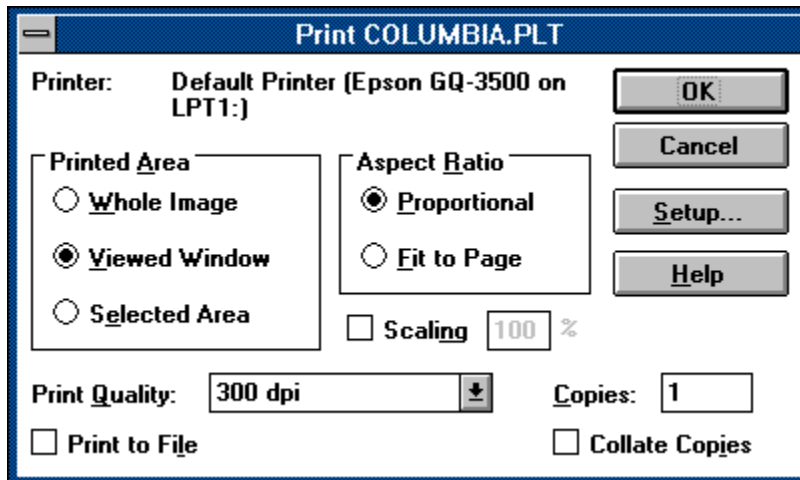 Print COLUMBIA.PLT
Printer: Default Printer (Epson GQ-3500 on
LPT1:)
OK
Cancel
Setup...
Help
Printed Area
Whole Image
Viewed Window
Selected Area
Aspect Ratio
Proportional
Fit to Page
Scaling 100 %
Print Quality: 300 dpi
Copies: 1
Print to File
Collate Copies